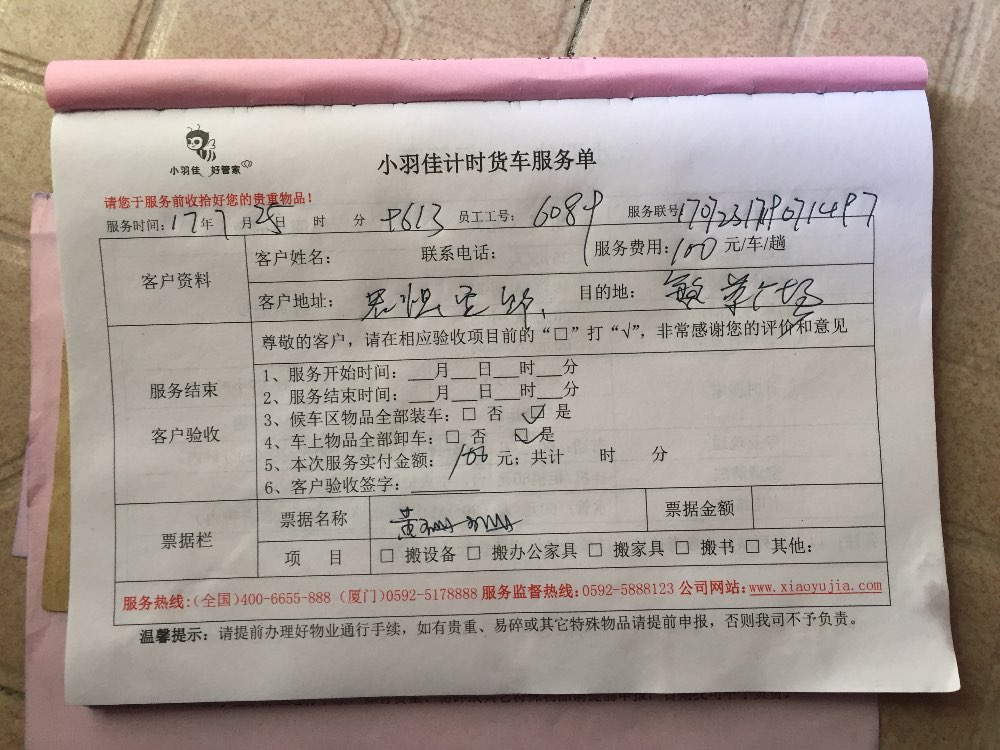 小羽佳 好管家
小羽佳计时货车服务单
请您于服务前收拾好您的贵重物品！
服务时间：17年7月25日 时 分 员工工号：6089 服务联号
客户资料
客户姓名： 联系电话： 服务费用：100元/车/趟
客户地址： 目的地：
服务结束
客户验收
尊敬的客户，请在相应验收项目前的“□”打“√”，非常感谢您的评价和意见
1、服务开始时间：___月___日___时___分
2、服务结束时间：___月___日___时___分
3、候车区物品全部装车：□ 否 ☑ 是
4、车上物品全部卸车：□ 否 ☑ 是
5、本次服务实付金额：100 元；共计 时 分
6、客户验收签字：______
票据栏
票据名称 黄 票据金额
项 目 □ 搬设备 □ 搬办公家具 □ 搬家具 □ 搬书 □ 其他：
服务热线：(全国)400-6655-888 (厦门)0592-5178888 服务监督热线：0592-5888123 公司网站：www.xiaoyujia.com
温馨提示：请提前办理好物业通行手续，如有贵重、易碎或其它特殊物品请提前申报，否则我司不予负责。